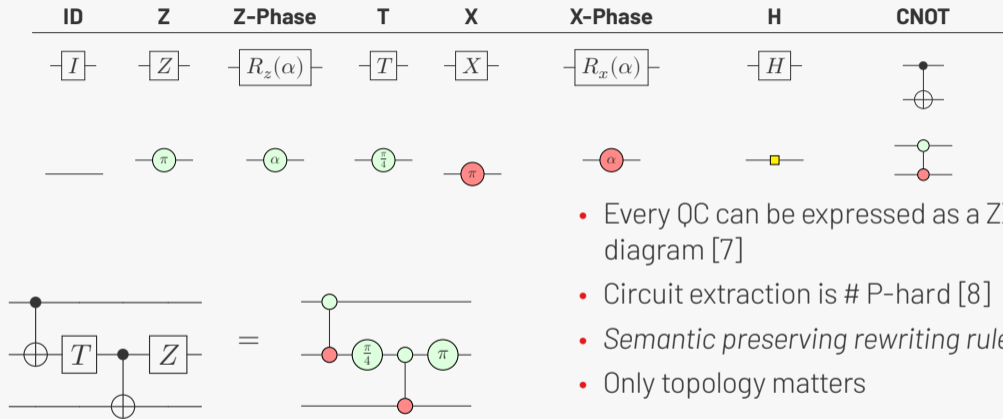 ID Z Z-Phase T X X-Phase H CNOT
I Z R_z(α) T X R_x(α) H
π α π/4 π α
• Every QC can be expressed as a
diagram [7]
• Circuit extraction is # P-hard [8]
• Semantic preserving rewriting
• Only topology matters
T Z = π/4 π